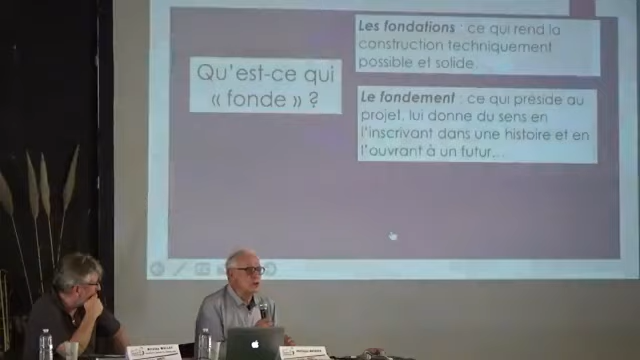 Qu'est-ce qui
« fonde » ?
Les fondations : ce qui rend la
construction techniquement
possible et solide.
Le fondement : ce qui préside au
projet, lui donne du sens en
l'inscrivant dans une histoire et en
l'ouvrant à un futur...